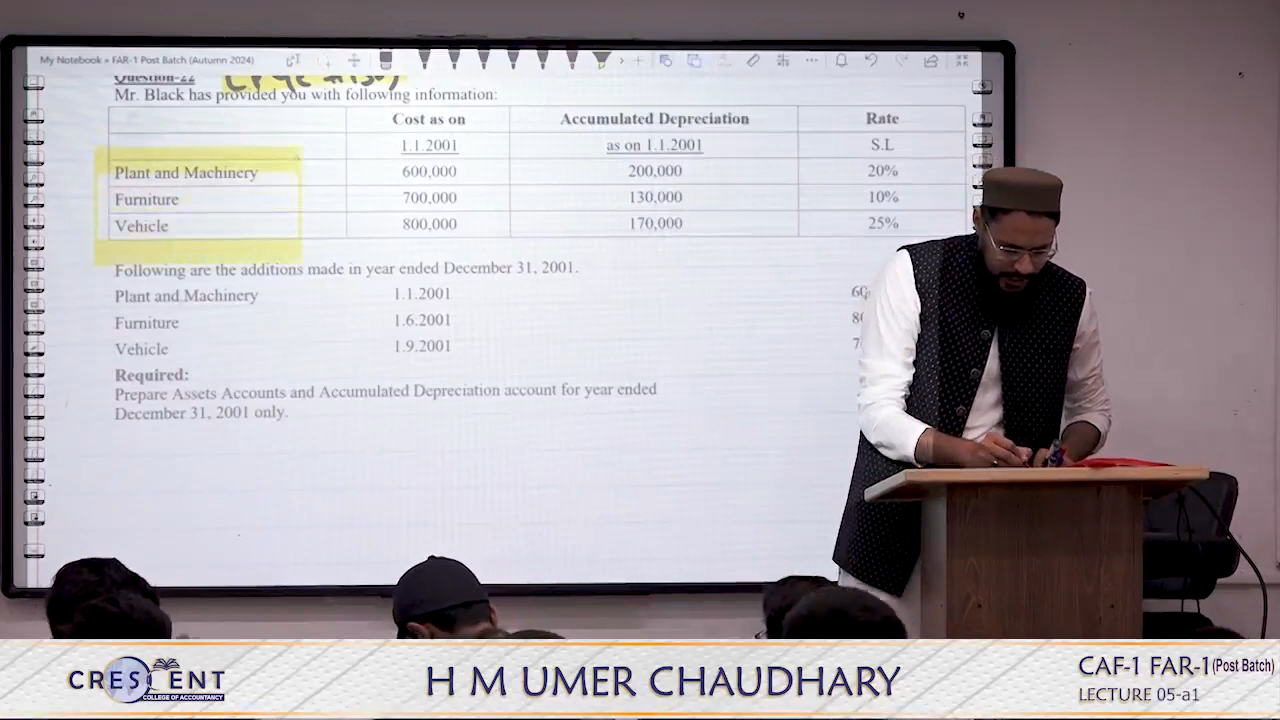 My Notebook » FAR-1 Post Batch (Autumn 2024)
Question-22
Mr. Black has provided you with following information:
Cost as on Accumulated Depreciation Rate
1.1.2001 as on 1.1.2001 S.L
Plant and Machinery 600,000 200,000 20%
Furniture 700,000 130,000 10%
Vehicle 800,000 170,000 25%
Following are the additions made in year ended December 31, 2001.
Plant and Machinery 1.1.2001
Furniture 1.6.2001
Vehicle 1.9.2001
Required:
Prepare Assets Accounts and Accumulated Depreciation account for year ended
December 31, 2001 only.
CRESCENT
COLLEGE OF ACCOUNTANCY
H M UMER CHAUDHARY
CAF-1 FAR-1(Post Batch)
LECTURE 05-a1